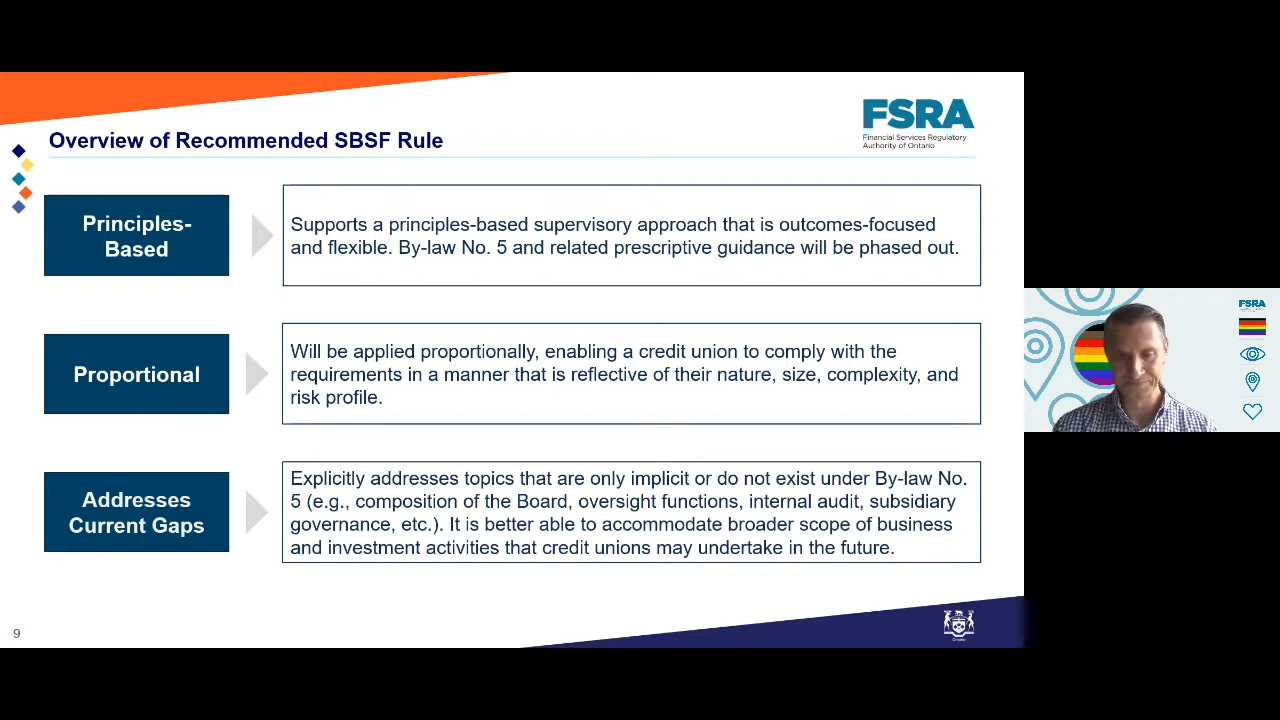 FSRA
Financial Services Regulatory
Authority of Ontario
Overview of Recommended SBSF Rule
Principles-
Based
Supports a principles-based supervisory approach that is outcomes-focused
and flexible. By-law No. 5 and related prescriptive guidance will be phased out.
Proportional
Will be applied proportionally, enabling a credit union to comply with the
requirements in a manner that is reflective of their nature, size, complexity, and
risk profile.
Addresses
Current Gaps
Explicitly addresses topics that are only implicit or do not exist under By-law No.
5 (e.g., composition of the Board, oversight functions, internal audit, subsidiary
governance, etc.). It is better able to accommodate broader scope of business
and investment activities that credit unions may undertake in the future.
9
Ontario
FSRA